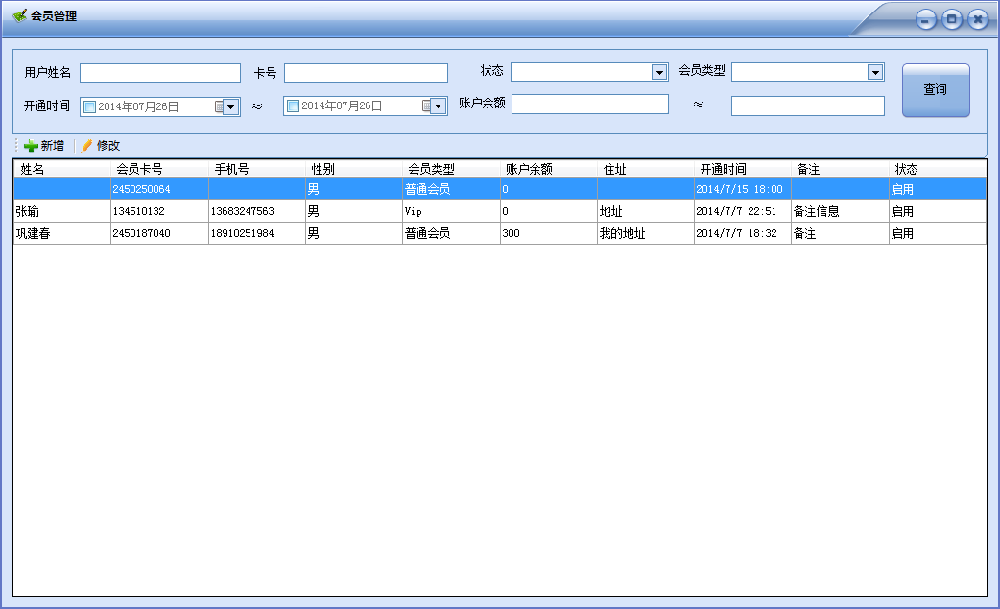 会员管理
用户姓名 卡号 状态 会员类型 查询
开通时间 2014年07月26日 ≈ 2014年07月26日 账户余额 ≈
新增 修改
姓名 会员卡号 手机号 性别 会员类型 账户余额 住址 开通时间 备注 状态
2450250064 男 普通会员 0 2014/7/15 18:00 启用
张瑜 134510132 13683247563 男 Vip 0 地址 2014/7/7 22:51 备注信息 启用
巩建春 2450187040 18910251984 男 普通会员 300 我的地址 2014/7/7 18:32 备注 启用